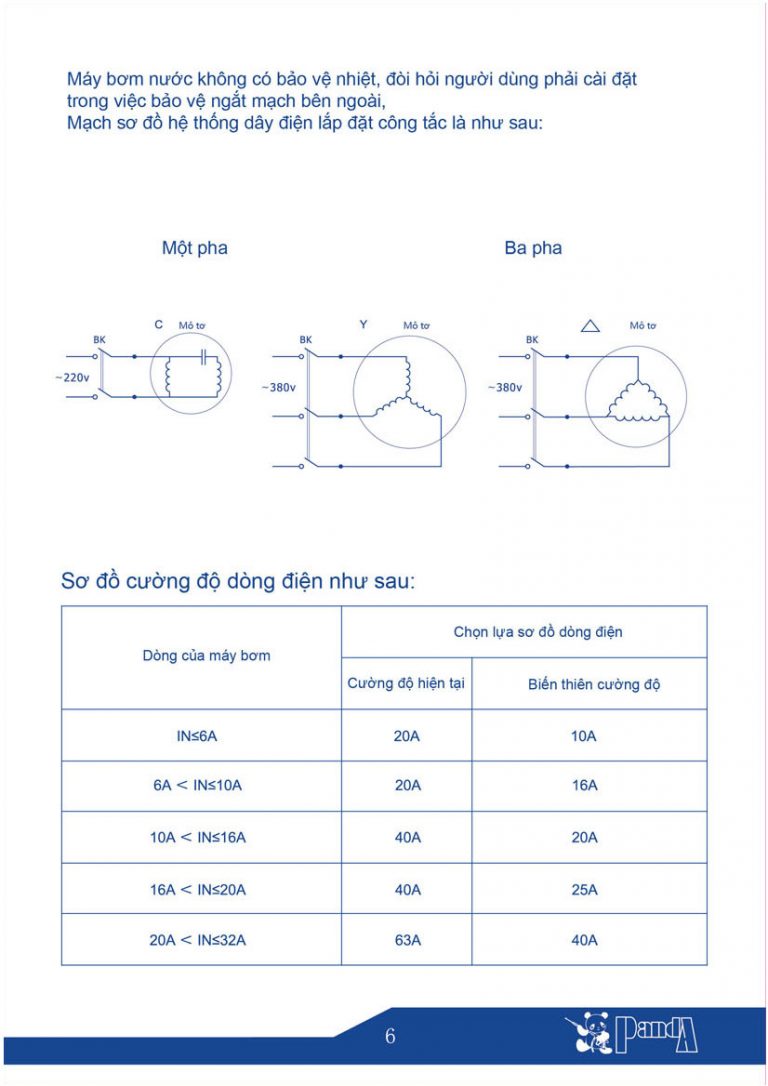 Máy bơm nước không có bảo vệ nhiệt, đòi hỏi người dùng phải cài đặt
trong việc bảo vệ ngắt mạch bên ngoài,
Mạch sơ đồ hệ thống dây điện lắp đặt công tắc là như sau:
Một pha
Ba pha
BK C Mô tơ
~220v
BK Y Mô tơ
~380v
BK Mô tơ
~380v
Sơ đồ cường độ dòng điện như sau:
Dòng của máy bơm
Chọn lựa sơ đồ dòng điện
Cường độ hiện tại Biến thiên cường độ
IN≤6A 20A 10A
6A < IN≤10A 20A 16A
10A < IN≤16A 40A 20A
16A < IN≤20A 40A 25A
20A < IN≤32A 63A 40A
6
PandA